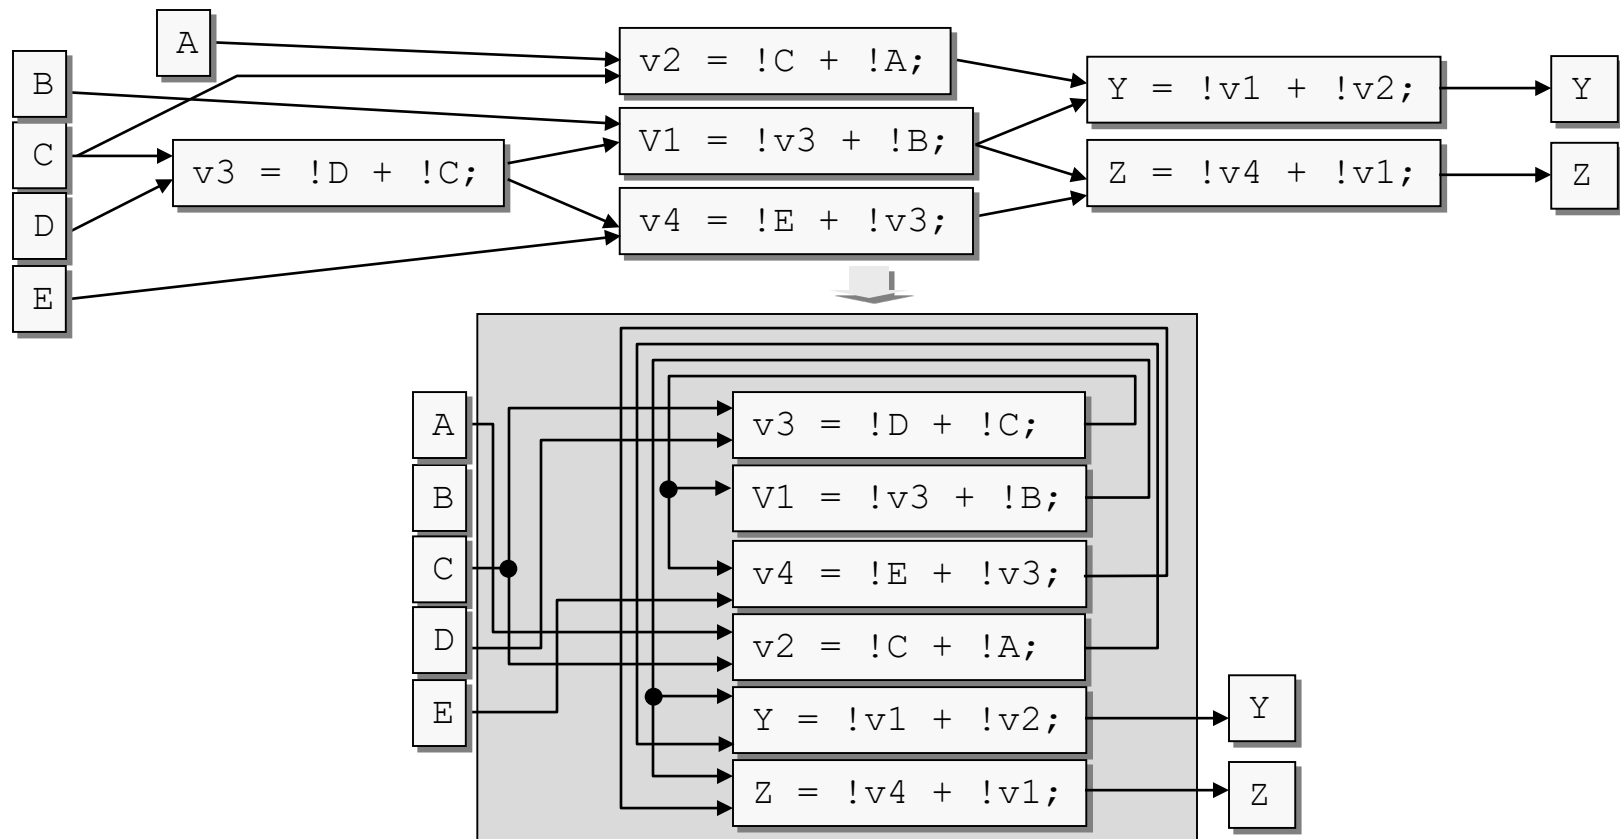 A
B
C
D
E
v2 = !C + !A;
V1 = !v3 + !B;
v3 = !D + !C;
v4 = !E + !v3;
Y = !v1 + !v2;
Z = !v4 + !v1;
Y
Z
A
B
C
D
E
v3 = !D + !C;
V1 = !v3 + !B;
v4 = !E + !v3;
v2 = !C + !A;
Y = !v1 + !v2;
Z = !v4 + !v1;
Y
Z